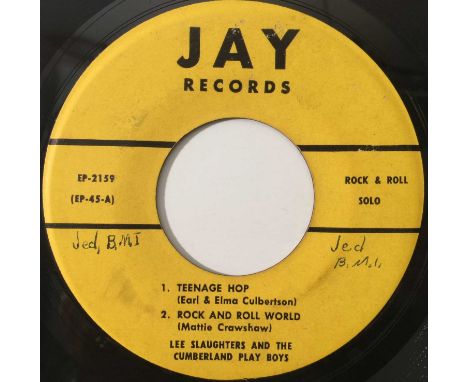 JAY
RECORDS
EP-2159
(EP-45-A)
ROCK & ROLL
SOLO
Jed, B.M.I
Jed
B.M.I.
1. TEENAGE HOP
(Earl & Elma Culbertson)
2. ROCK AND ROLL WORLD
(Mattie Crawshaw)
LEE SLAUGHTERS AND THE
CUMBERLAND PLAY BOYS